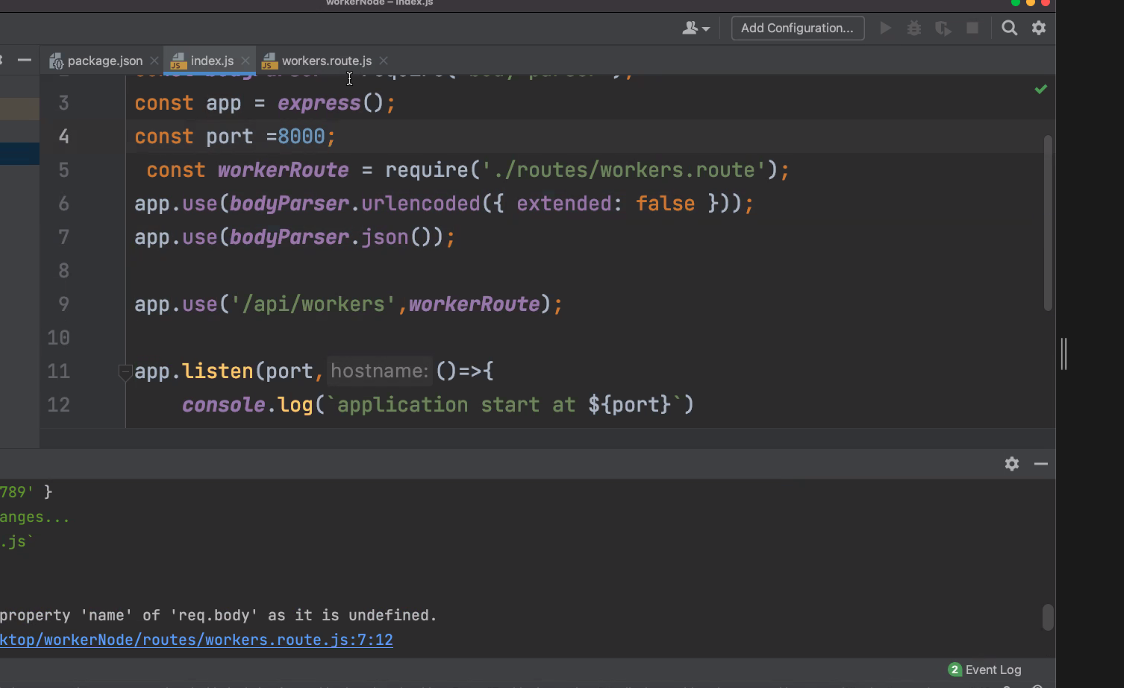 workerNode – index.js
Add Configuration...
package.json
index.js
workers.route.js
3 const app = express();
4 const port =8000;
5 const workerRoute = require('./routes/workers.route');
6 app.use(bodyParser.urlencoded({ extended: false }));
7 app.use(bodyParser.json());
8
9 app.use('/api/workers',workerRoute);
10
11 app.listen(port, hostname: ()=>{
12 console.log(`application start at ${port}`)
789' }
anges...
.js`
property 'name' of 'req.body' as it is undefined.
ktop/workerNode/routes/workers.route.js:7:12
2 Event Log